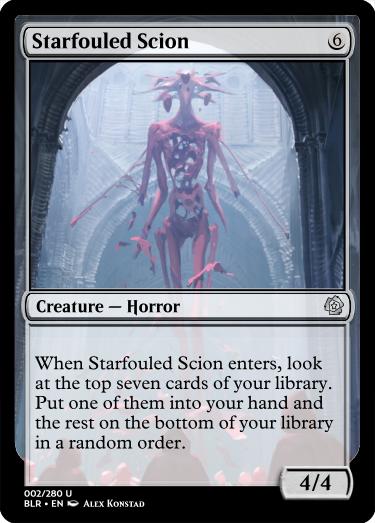 Starfouled Scion 6
Creature — Horror
When Starfouled Scion enters, look
at the top seven cards of your library.
Put one of them into your hand and
the rest on the bottom of your library
in a random order.
4/4
002/280 U
BLR • EN Alex Konstad